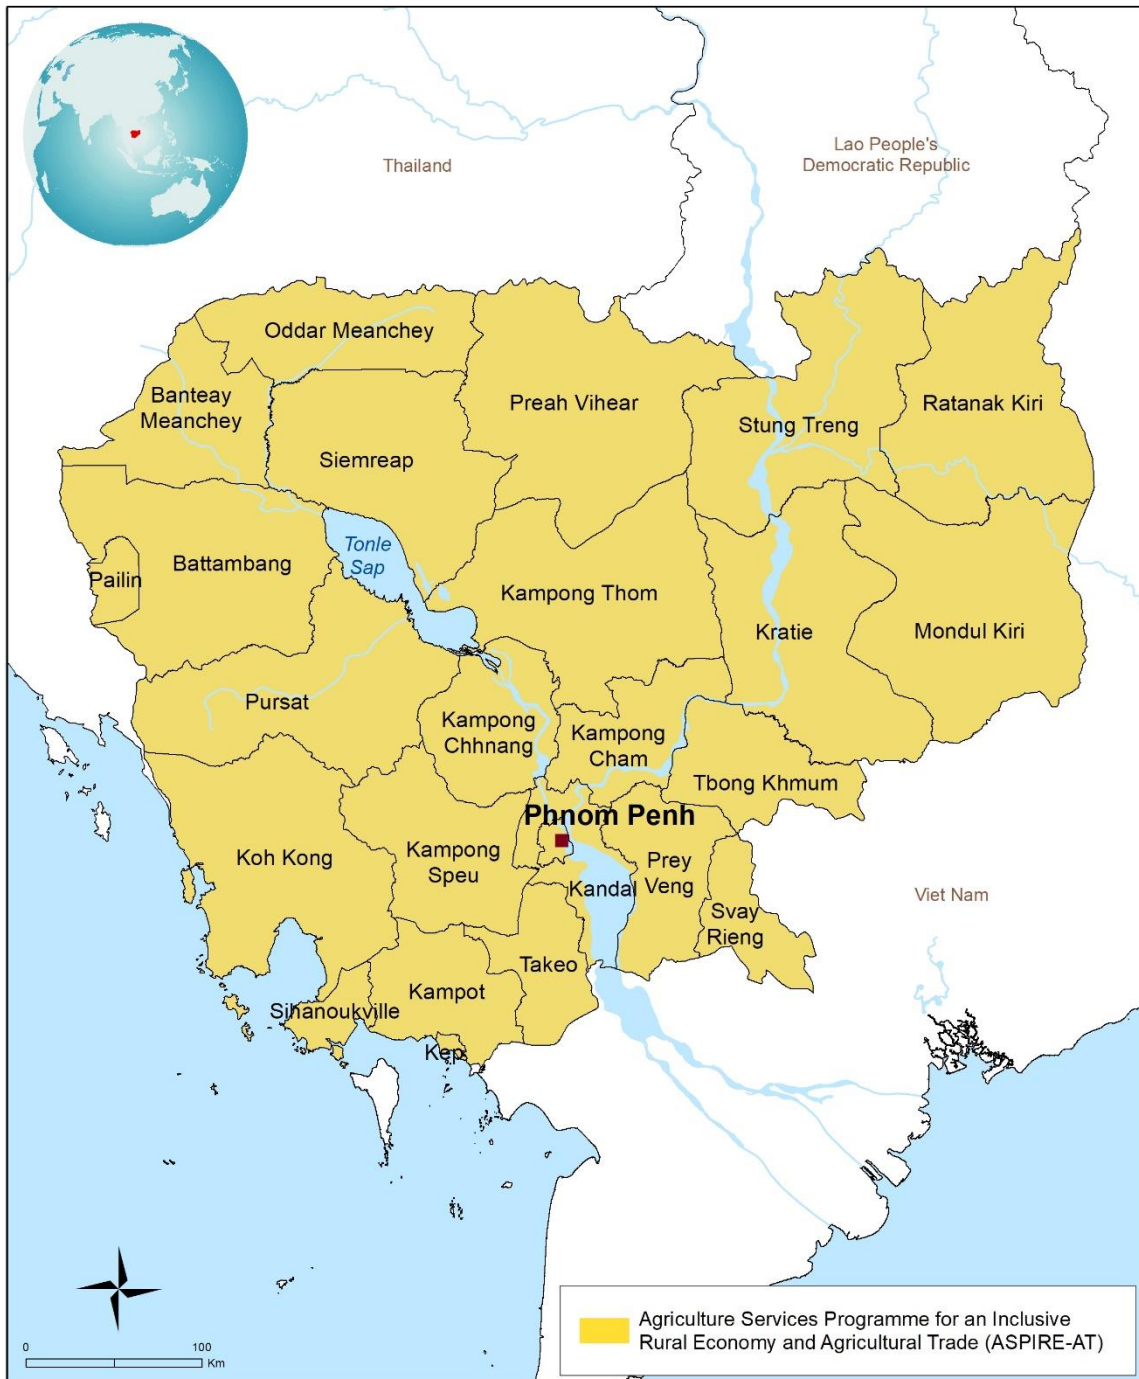 Thailand
Lao People's
Democratic Republic
Oddar Meanchey
Banteay
Meanchey
Preah Vihear
Stung Treng
Ratanak Kiri
Siemreap
Tonle
Sap
Battambang
Pailin
Kampong Thom
Kratie
Mondul Kiri
Pursat
Kampong
Chhnang
Kampong
Cham
Tbong Khmum
Phnom Penh
Koh Kong
Kampong
Speu
Prey
Veng
Kandal
Svay
Rieng
Viet Nam
Takeo
Kampot
Sihanoukville
Kep
0
100
Km
Agriculture Services Programme for an Inclusive
Rural Economy and Agricultural Trade (ASPIRE-AT)